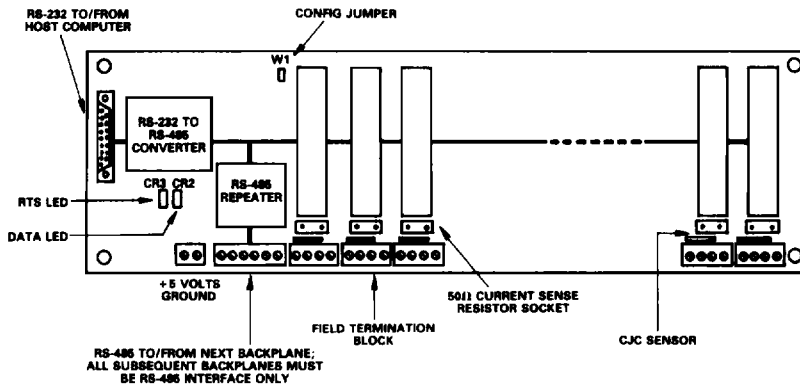 RS-232 TO/FROM
HOST COMPUTER
CONFIG JUMPER
W1
RS-232 TO
RS-485
CONVERTER
CR3 CR2
RS-485
REPEATER
RTS LED
DATA LED
+5 VOLTS
GROUND
50Ω CURRENT SENSE
RESISTOR SOCKET
FIELD TERMINATION
BLOCK
CJC SENSOR
RS-485 TO/FROM NEXT BACKPLANE;
ALL SUBSEQUENT BACKPLANES MUST
BE RS-485 INTERFACE ONLY